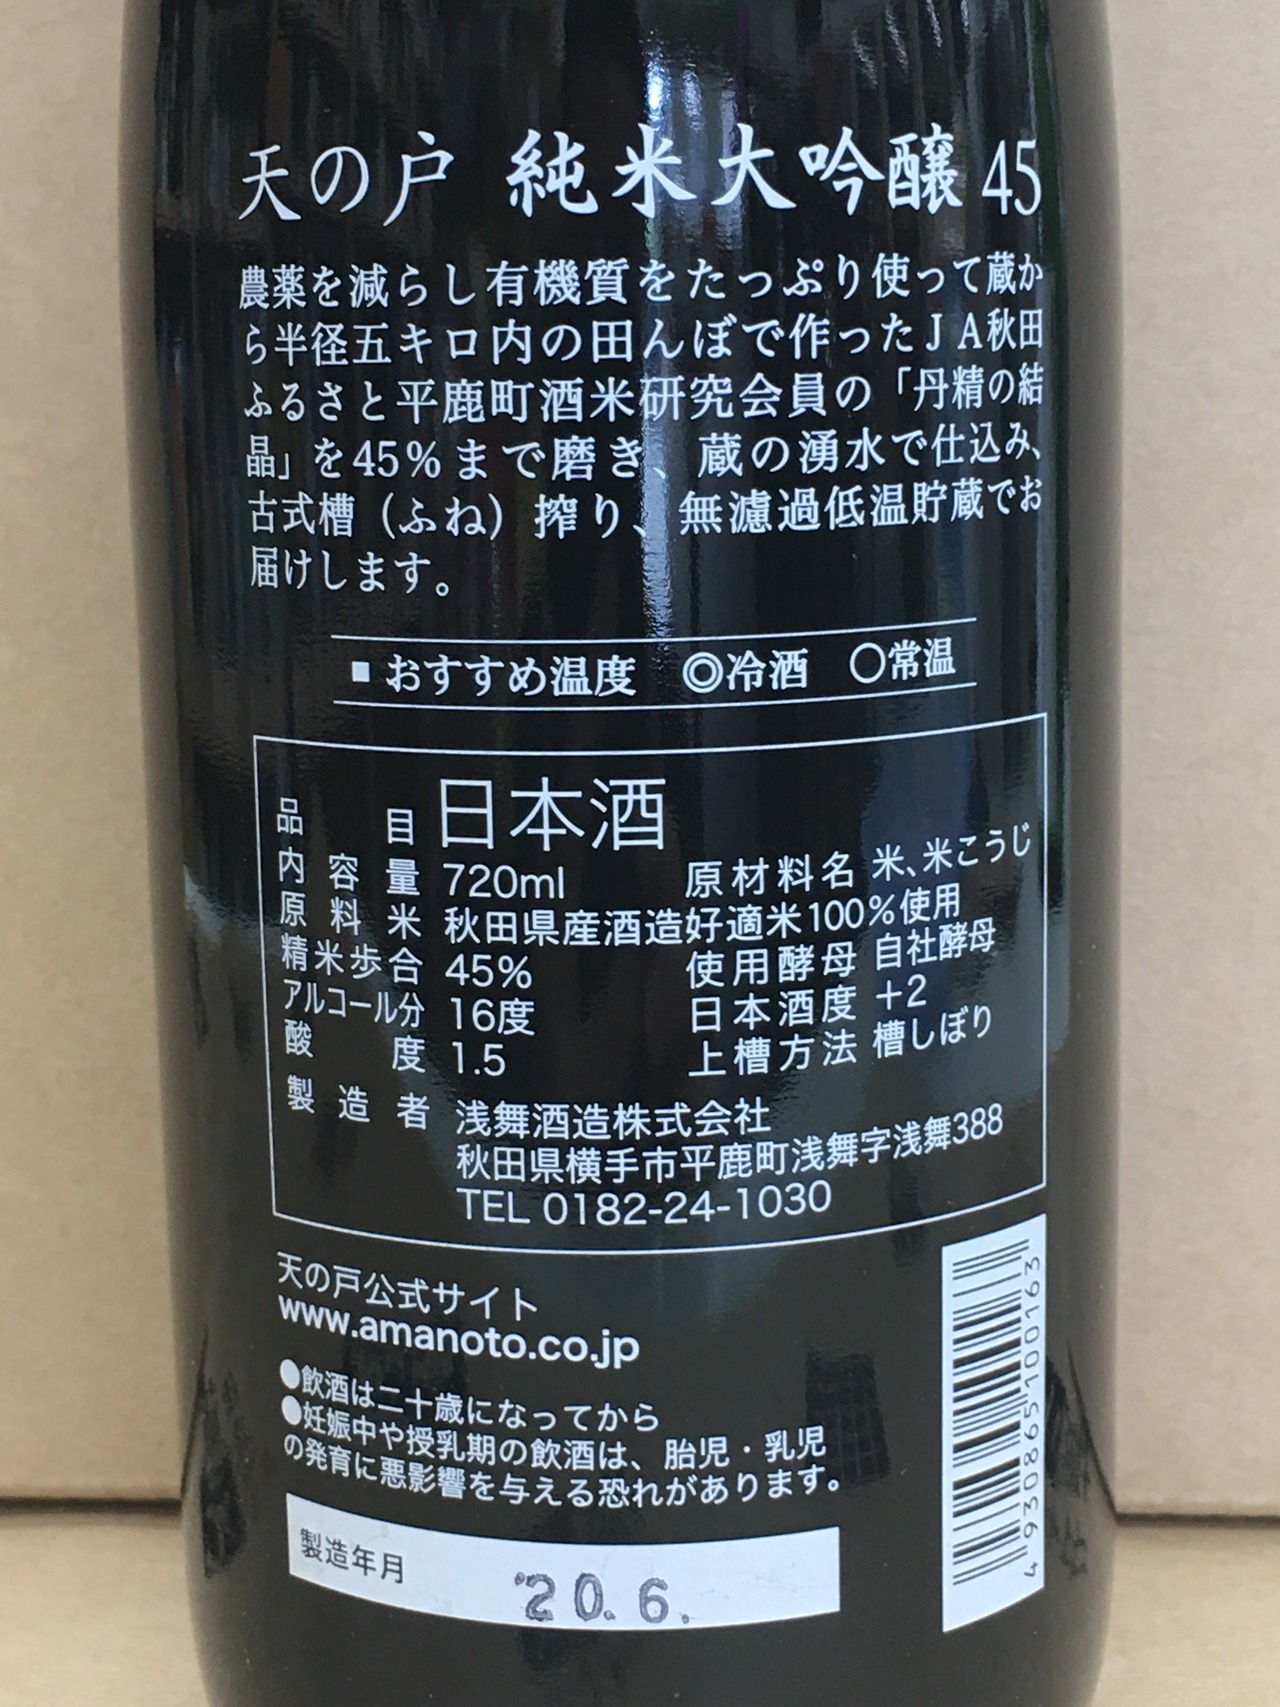 天の戸 純米大吟醸 45
農薬を減らし有機質をたっぷり使って蔵か
ら半径五キロ内の田んぼで作ったＪＡ秋田
ふるさと平鹿町酒米研究会員の「丹精の結
晶」を45％まで磨き、蔵の湧水で仕込み、
古式槽（ふね）搾り、無濾過低温貯蔵でお
届けします。
■おすすめ温度 ◎冷酒 〇常温
品目 日本酒
内容量 720ml 原材料名 米、米こうじ
原料米 秋田県産酒造好適米100％使用
精米歩合 45％ 使用酵母 自社酵母
アルコール分 16度 日本酒度 +2
酸度 1.5 上槽方法 槽しぼり
製造者 浅舞酒造株式会社
秋田県横手市平鹿町浅舞字浅舞388
TEL 0182-24-1030
天の戸公式サイト
www.amanoto.co.jp
●飲酒は二十歳になってから
●妊娠中や授乳期の飲酒は、胎児・乳児
の発育に悪影響を与える恐れがあります。
製造年月 20.6.
4930865100163